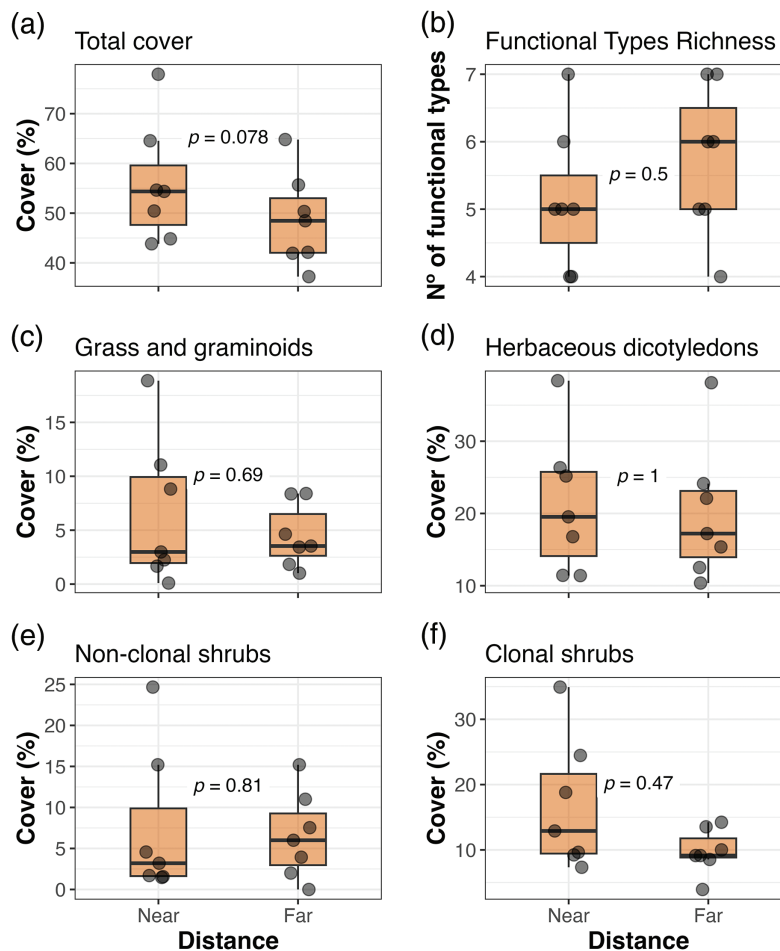 (a)
Total cover
Cover (%)
70
60
50
40
p = 0.078
(b)
Functional Types Richness
Nº of functional types
7
6
5
4
p = 0.5
(c)
Grass and graminoids
Cover (%)
15
10
5
0
p = 0.69
(d)
Herbaceous dicotyledons
Cover (%)
30
20
10
p = 1
(e)
Non-clonal shrubs
Cover (%)
25
20
15
10
5
0
p = 0.81
Near
Far
Distance
(f)
Clonal shrubs
Cover (%)
30
20
10
p = 0.47
Near
Far
Distance